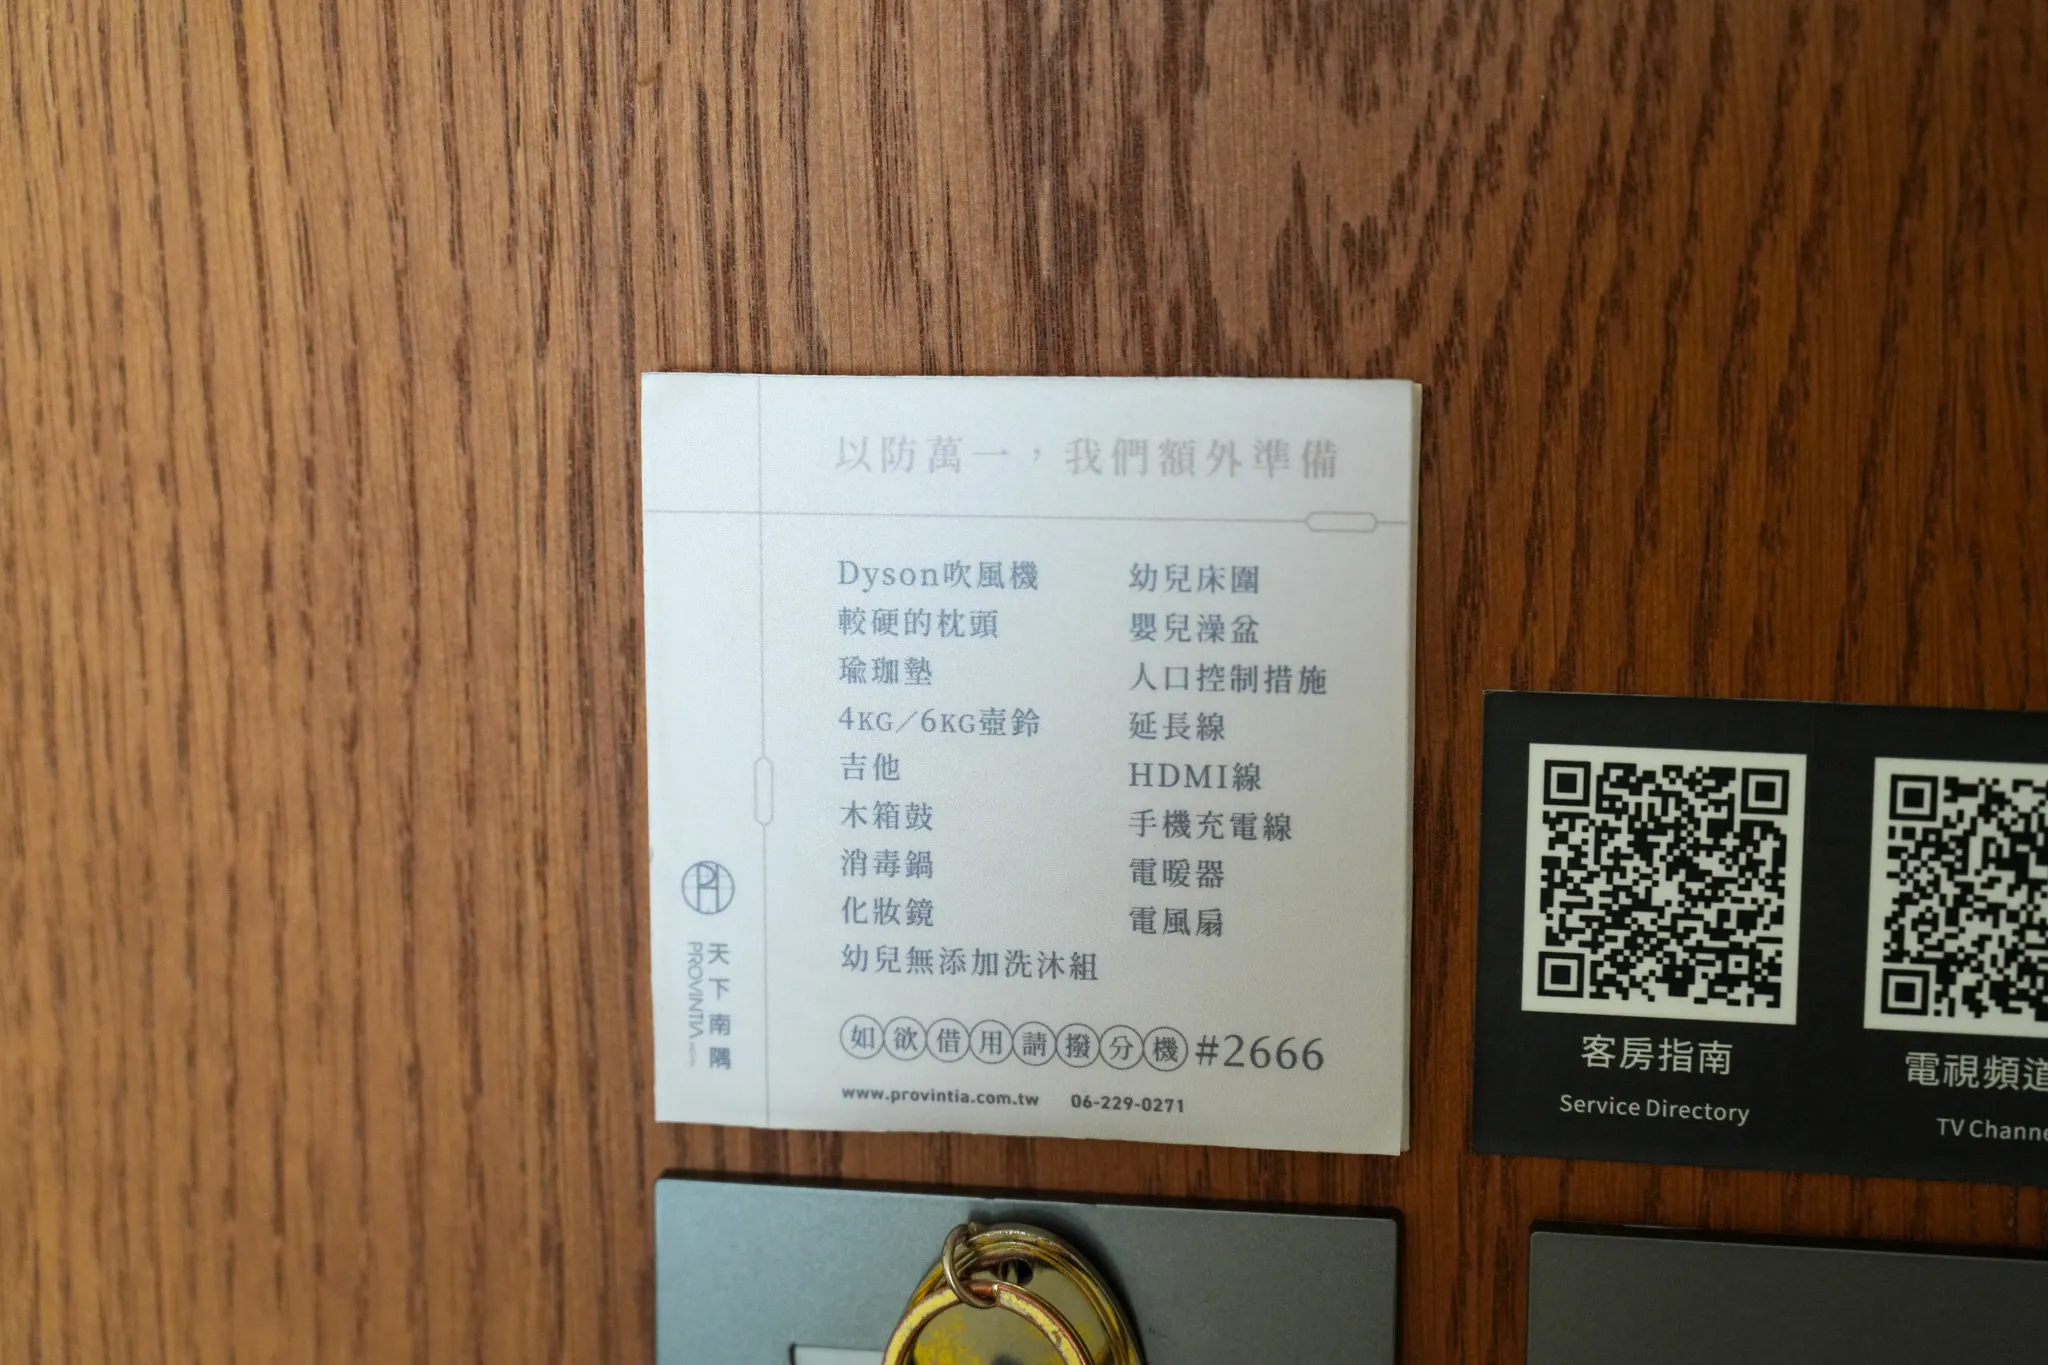 以防萬一，我們額外準備
Dyson吹風機
較硬的枕頭
瑜珈墊
4KG／6KG壺鈴
吉他
木箱鼓
消毒鍋
化妝鏡
幼兒無添加洗沐組
幼兒床圍
嬰兒澡盆
人口控制措施
延長線
HDMI線
手機充電線
電暖器
電風扇
如欲借用請撥分機#2666
www.provintia.com.tw 06-229-0271
天下南隅
PROVINTIA
客房指南
Service Directory
電視頻道
TV Channe